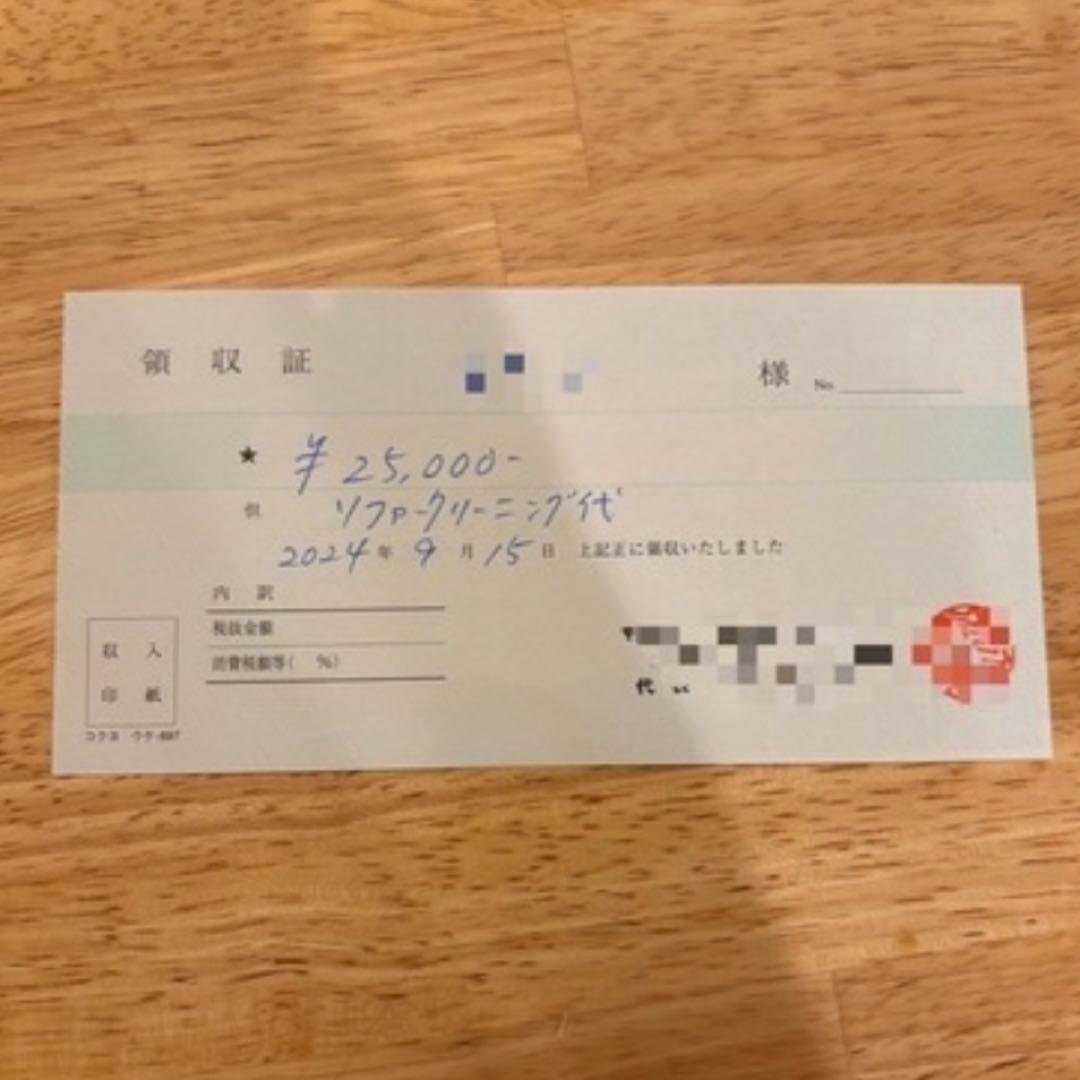 領収証 様 No.
★ ¥25,000-
但 ソファークリーニング代
2024年9月15日 上記正に領収いたしました
内訳
税抜金額
消費税額等( %)
収入
印紙
コクヨ ウケ-
〒
代